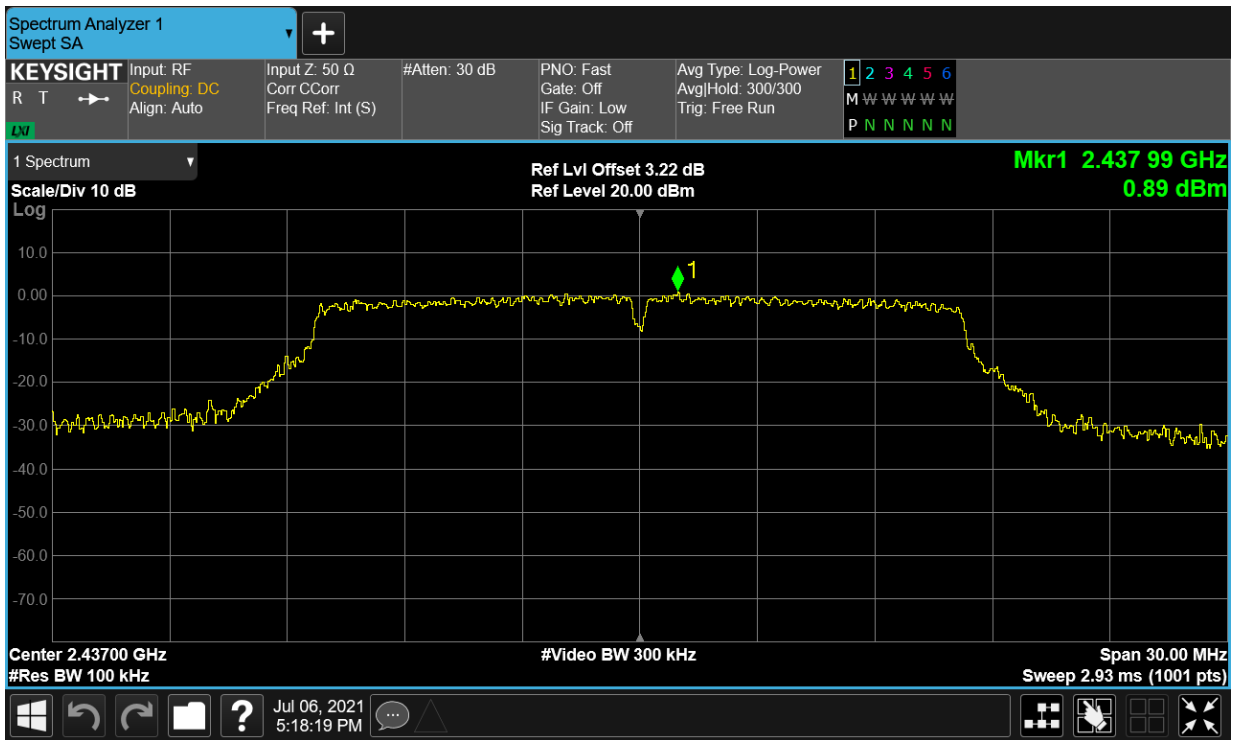 Spectrum Analyzer 1
Swept SA
KEYSIGHT
R T
LXI
Input: RF
Coupling: DC
Align: Auto
Input Z: 50 Ω
Corr CCorr
Freq Ref: Int (S)
#Atten: 30 dB
PNO: Fast
Gate: Off
IF Gain: Low
Sig Track: Off
Avg Type: Log-Power
Avg|Hold: 300/300
Trig: Free Run
1 2 3 4 5 6
M W W W W W
P N N N N N
1 Spectrum
Scale/Div 10 dB
Log
Ref Lvl Offset 3.22 dB
Ref Level 20.00 dBm
Mkr1 2.437 99 GHz
0.89 dBm
10.0
0.00
-10.0
-20.0
-30.0
-40.0
-50.0
-60.0
-70.0
1
Center 2.43700 GHz
#Res BW 100 kHz
#Video BW 300 kHz
Span 30.00 MHz
Sweep 2.93 ms (1001 pts)
?
Jul 06, 2021
5:18:19 PM